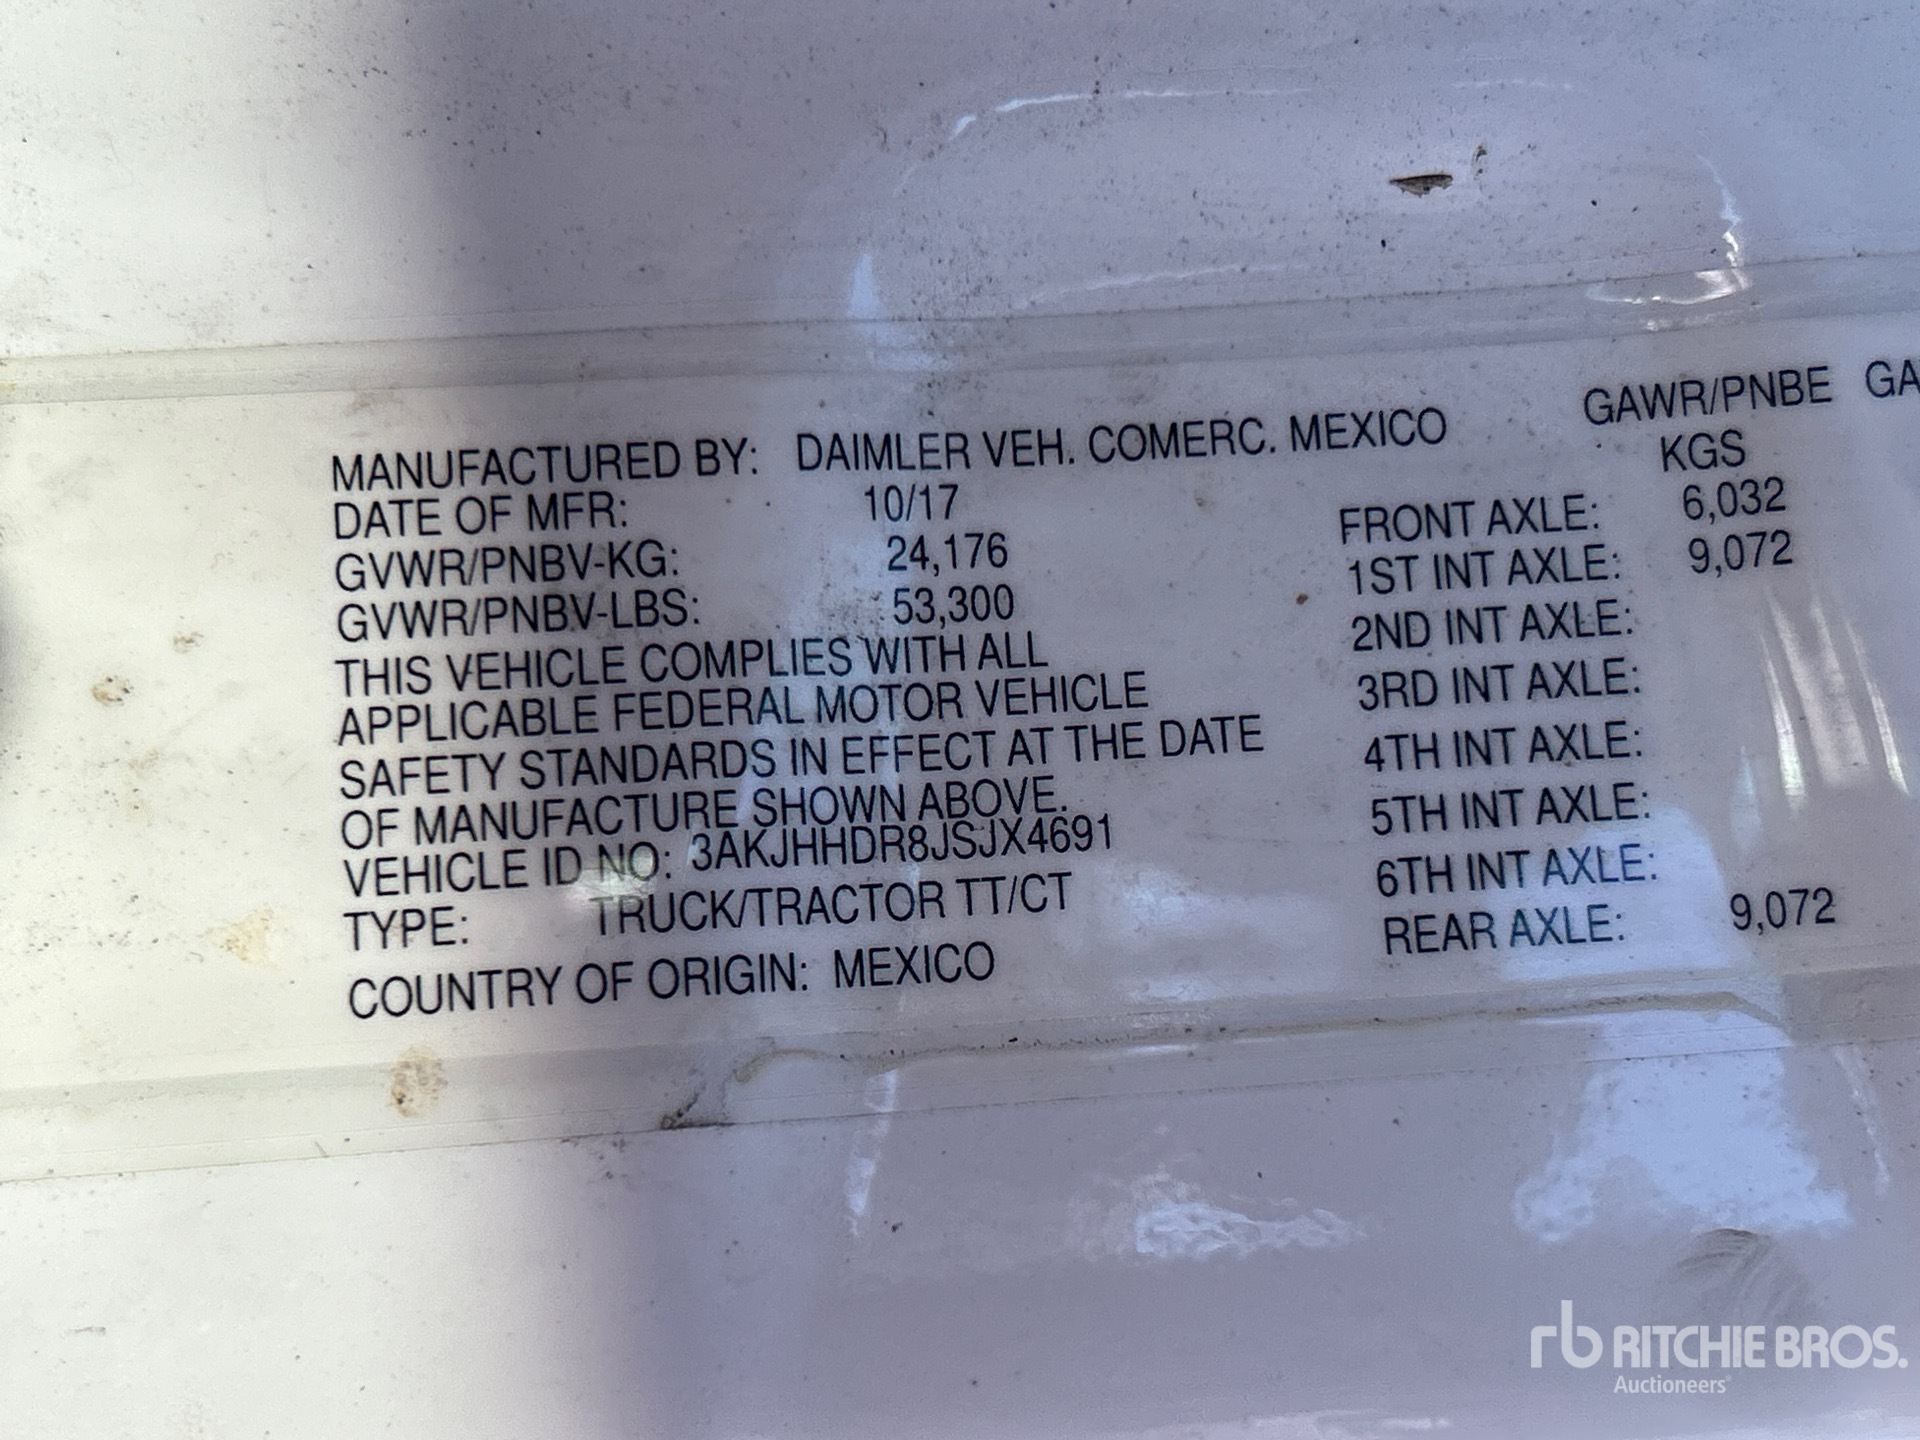 MANUFACTURED BY: DAIMLER VEH. COMERC. MEXICO
DATE OF MFR: 10/17
GVWR/PNBV-KG: 24,176
GVWR/PNBV-LBS: 53,300
THIS VEHICLE COMPLIES WITH ALL
APPLICABLE FEDERAL MOTOR VEHICLE
SAFETY STANDARDS IN EFFECT AT THE DATE
OF MANUFACTURE SHOWN ABOVE.
VEHICLE ID NO: 3AKJHHDR8JSJX4691
TYPE: TRUCK/TRACTOR TT/CT
COUNTRY OF ORIGIN: MEXICO
GAWR/PNBE GA
KGS
FRONT AXLE: 6,032
1ST INT AXLE: 9,072
2ND INT AXLE:
3RD INT AXLE:
4TH INT AXLE:
5TH INT AXLE:
6TH INT AXLE:
REAR AXLE: 9,072
rb RITCHIE BROS.
Auctioneers